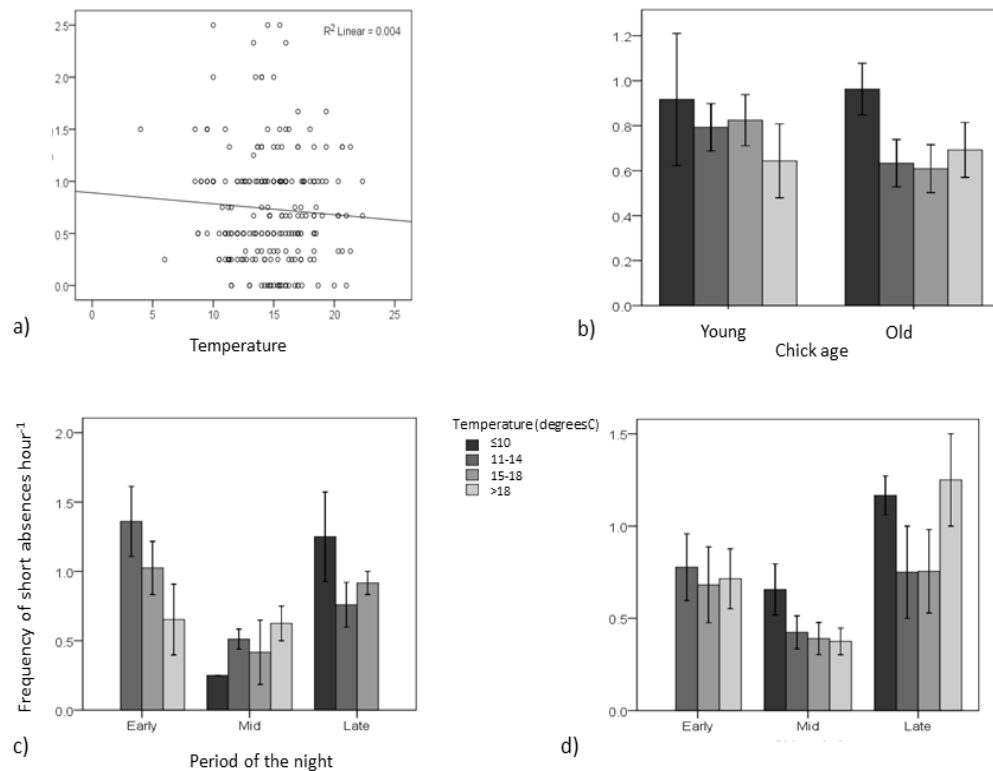 2.5
2.0
1.5
1.0
0.5
0.0
R² Linear = 0.004
0 5 10 15 20 25
a)
Temperature
1.2
1.0
0.8
0.6
0.4
0.2
0.0
Young Old
b)
Chick age
Frequency of short absences hour⁻¹
2.0
1.5
1.0
0.5
0.0
Early Mid Late
c)
Period of the night
Temperature (degreesC)
≤10
11-14
15-18
>18
1.5
1.0
0.5
0.0
Early Mid Late
d)